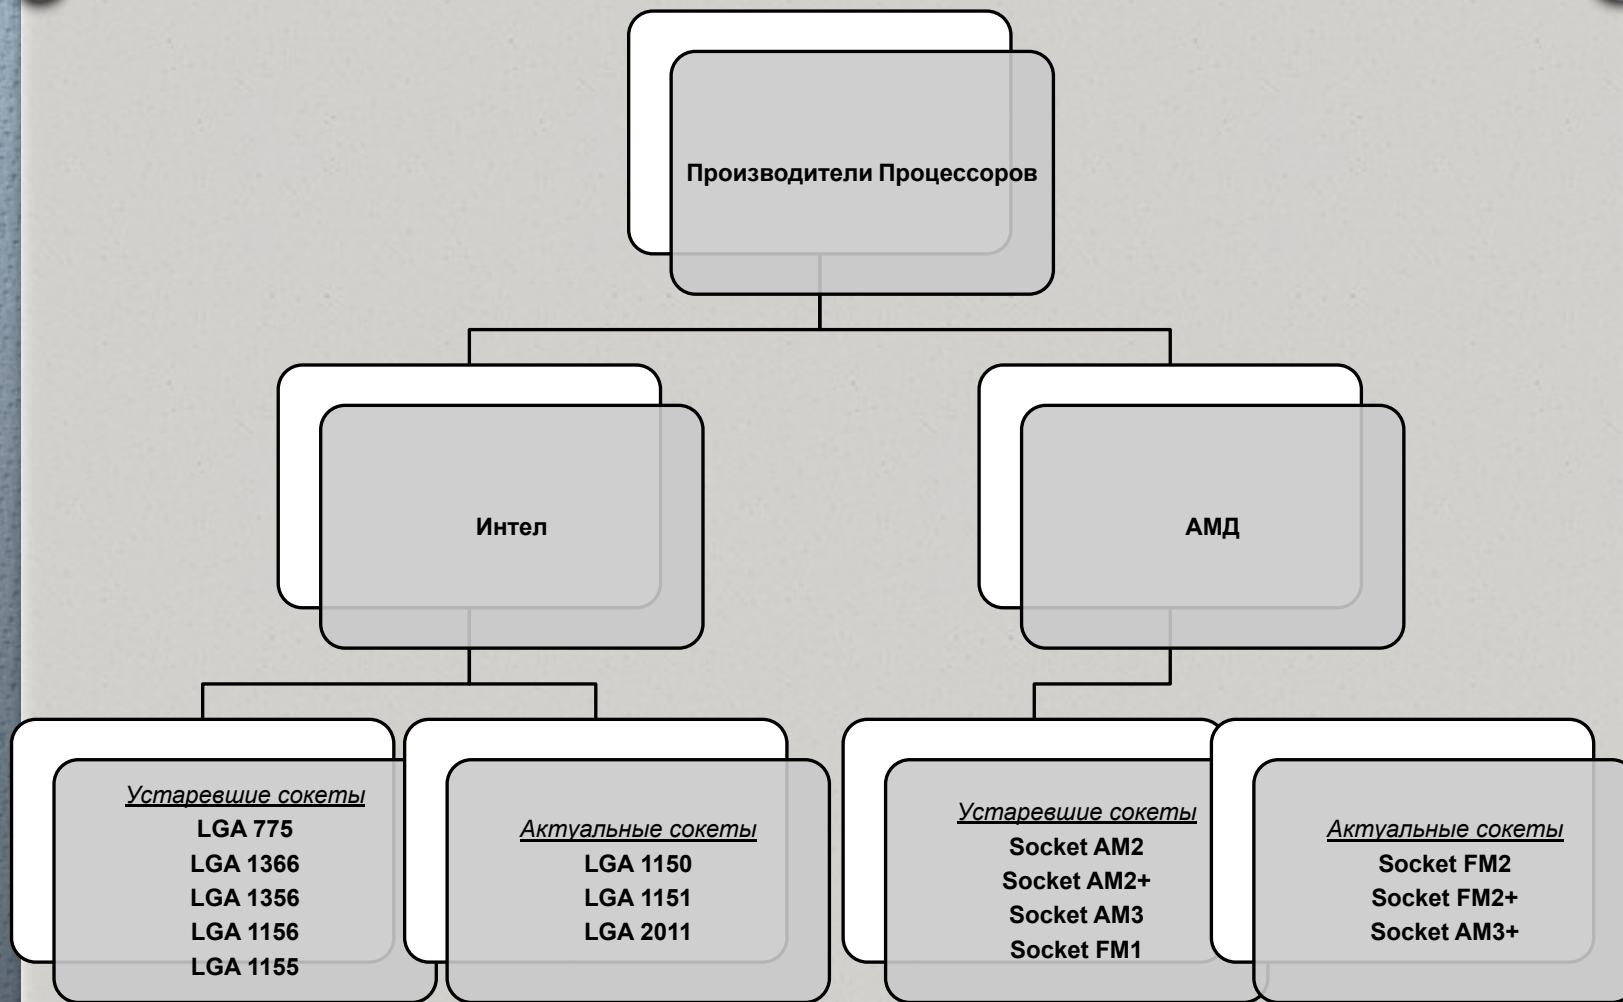 Производители Процессоров
Интел
АМД
Устаревшие сокеты
LGA 775
LGA 1366
LGA 1356
LGA 1156
LGA 1155
Актуальные сокеты
LGA 1150
LGA 1151
LGA 2011
Устаревшие сокеты
Socket AM2
Socket AM2+
Socket AM3
Socket FM1
Актуальные сокеты
Socket FM2
Socket FM2+
Socket AM3+